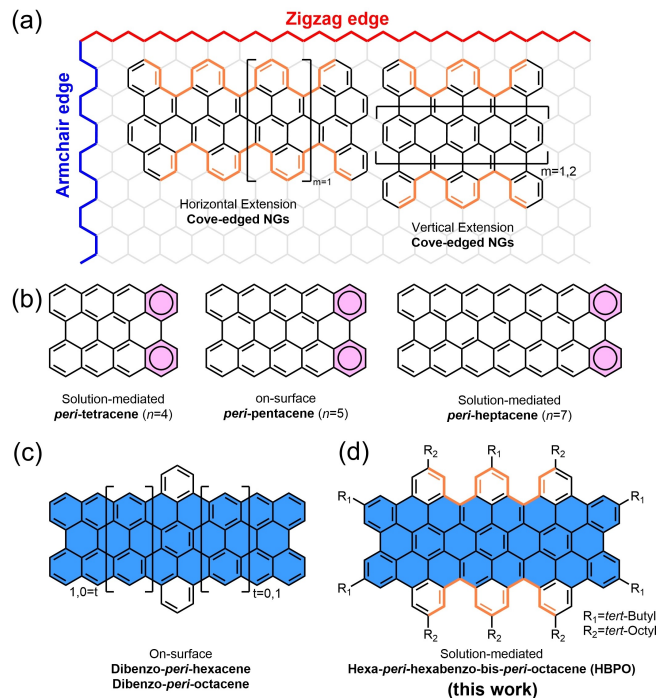 (a)
Zigzag edge
Armchair edge
m=1
m=1,2
Horizontal Extension
Cove-edged NGs
Vertical Extension
Cove-edged NGs
(b)
Solution-mediated
peri-tetracene (n=4)
on-surface
peri-pentacene (n=5)
Solution-mediated
peri-heptacene (n=7)
(c)
1,0=t
t=0,1
On-surface
Dibenzo-peri-hexacene
Dibenzo-peri-octacene
(d)
R2
R1
R2
R1
R1
R1
R1
R2
R2
R2
R1=tert-Butyl
R2=tert-Octyl
Solution-mediated
Hexa-peri-hexabenzo-bis-peri-octacene (HBPO)
(this work)